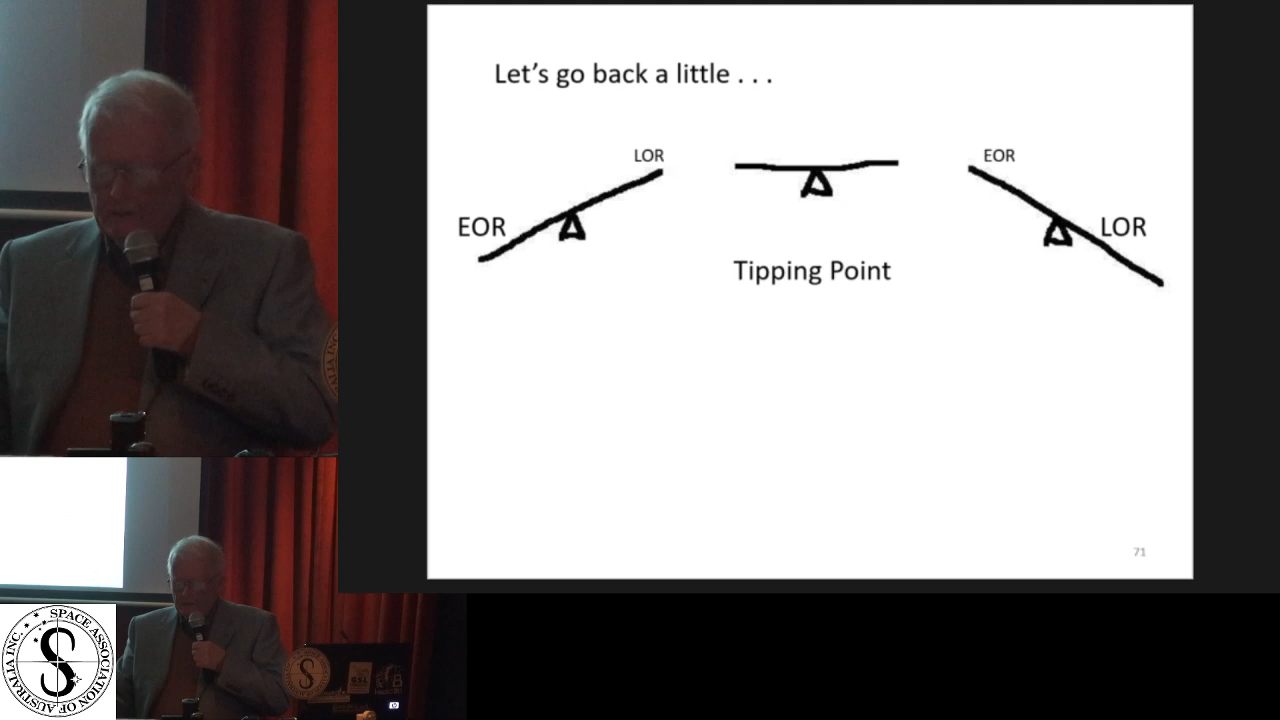 Let's go back a little . . .
LOR
EOR
EOR
LOR
Tipping Point
71
SPACE ASSOCIATION OF AUSTRALIA INC.
S